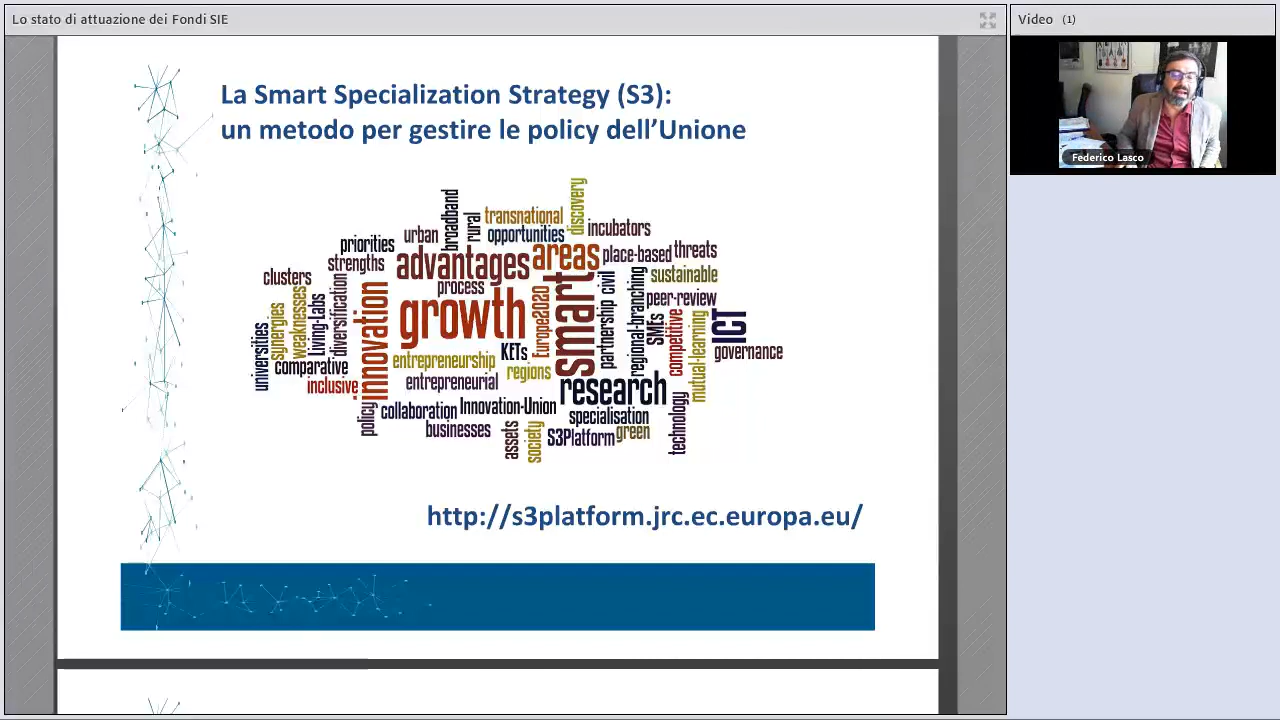 Lo stato di attuazione dei Fondi SIE
Video (1)
Federico Lasco
La Smart Specialization Strategy (S3):
un metodo per gestire le policy dell'Unione
broadband
rural
transnational
discovery
urban
opportunities
incubators
priorities
strengths
advantages
areas
place-based
threats
clusters
process
civil
sustainable
universities
synergies
weaknesses
Living-Labs
diversification
innovation
growth
Europe2020
smart
partnership
regional-branching
peer-review
SMEs
competitive
mutual-learning
ICT
governance
comparative
entrepreneurship
KETs
regions
inclusive
entrepreneurial
research
policy
collaboration
Innovation-Union
specialisation
businesses
assets
society
S3Platform
green
technology
http://s3platform.jrc.ec.europa.eu/